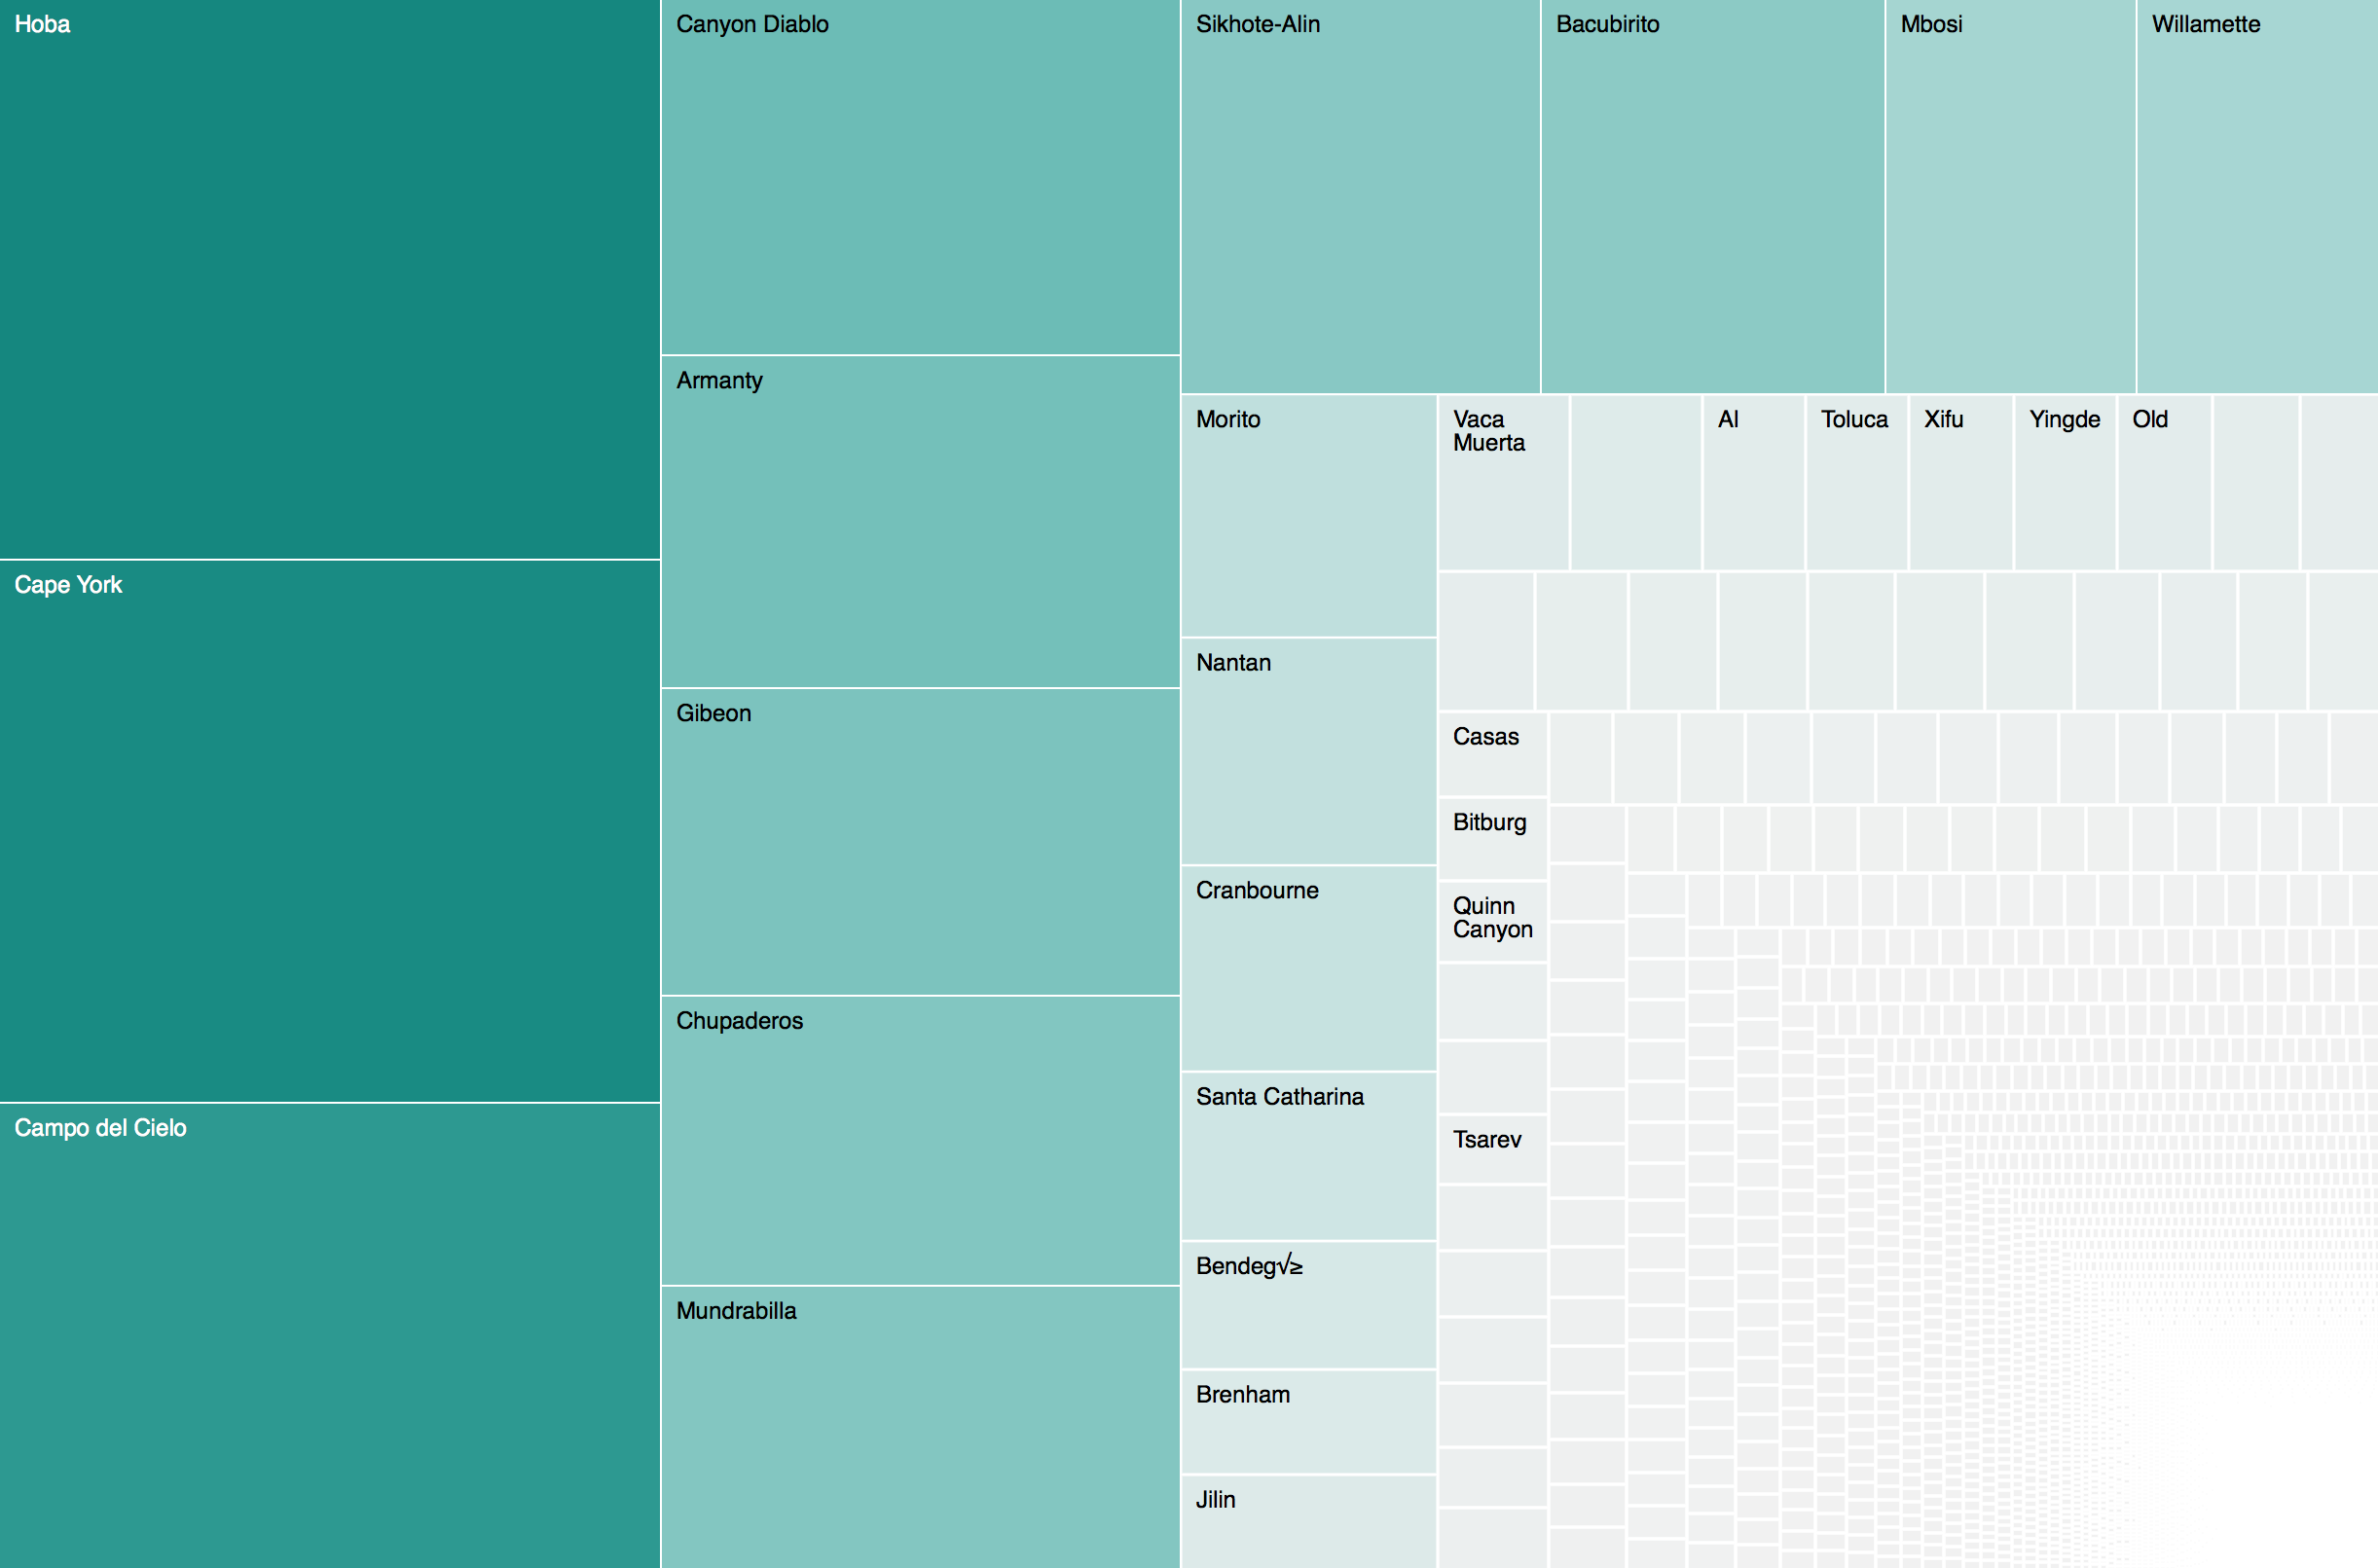 Hoba
Canyon Diablo
Sikhote-Alin
Bacubirito
Mbosi
Willamette
Armanty
Morito
Vaca
Muerta
Al
Toluca
Xifu
Yingde
Old
Cape York
Nantan
Gibeon
Casas
Bitburg
Cranbourne
Quinn
Canyon
Chupaderos
Santa Catharina
Campo del Cielo
Tsarev
Bendeg√≥
Mundrabilla
Brenham
Jilin